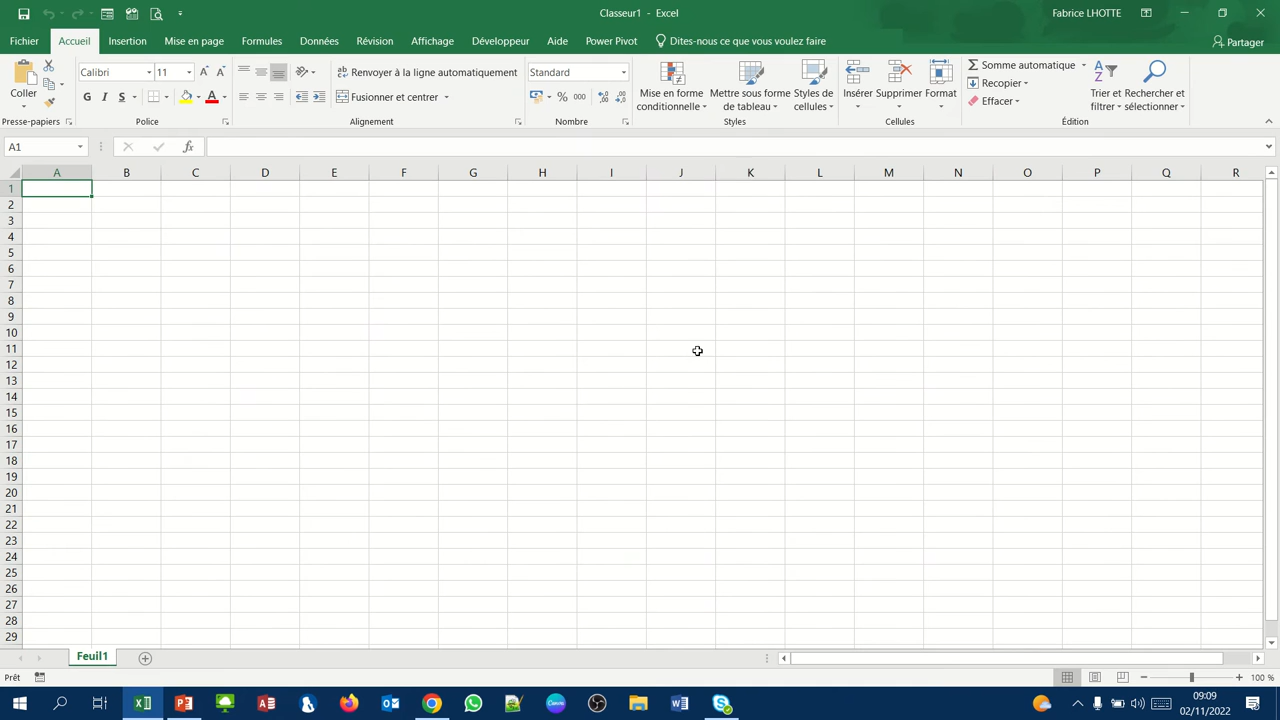 Classeur1 - Excel
Fabrice LHOTTE
Fichier Accueil Insertion Mise en page Formules Données Révision Affichage Développeur Aide Power Pivot Dites-nous ce que vous voulez faire Partager
Coller
Calibri 11
G I S
Renvoyer à la ligne automatiquement
Fusionner et centrer
Standard
% 000
Mise en forme conditionnelle
Mettre sous forme de tableau
Styles de cellules
Insérer Supprimer Format
Somme automatique
Recopier
Effacer
Trier et filtrer
Rechercher et sélectionner
Presse-papiers Police Alignement Nombre Styles Cellules Édition
A1 fx
A B C D E F G H I J K L M N O P Q R
1
2
3
4
5
6
7
8
9
10
11
12
13
14
15
16
17
18
19
20
21
22
23
24
25
26
27
28
29
Feuil1
Prêt 100 %
09:09
02/11/2022